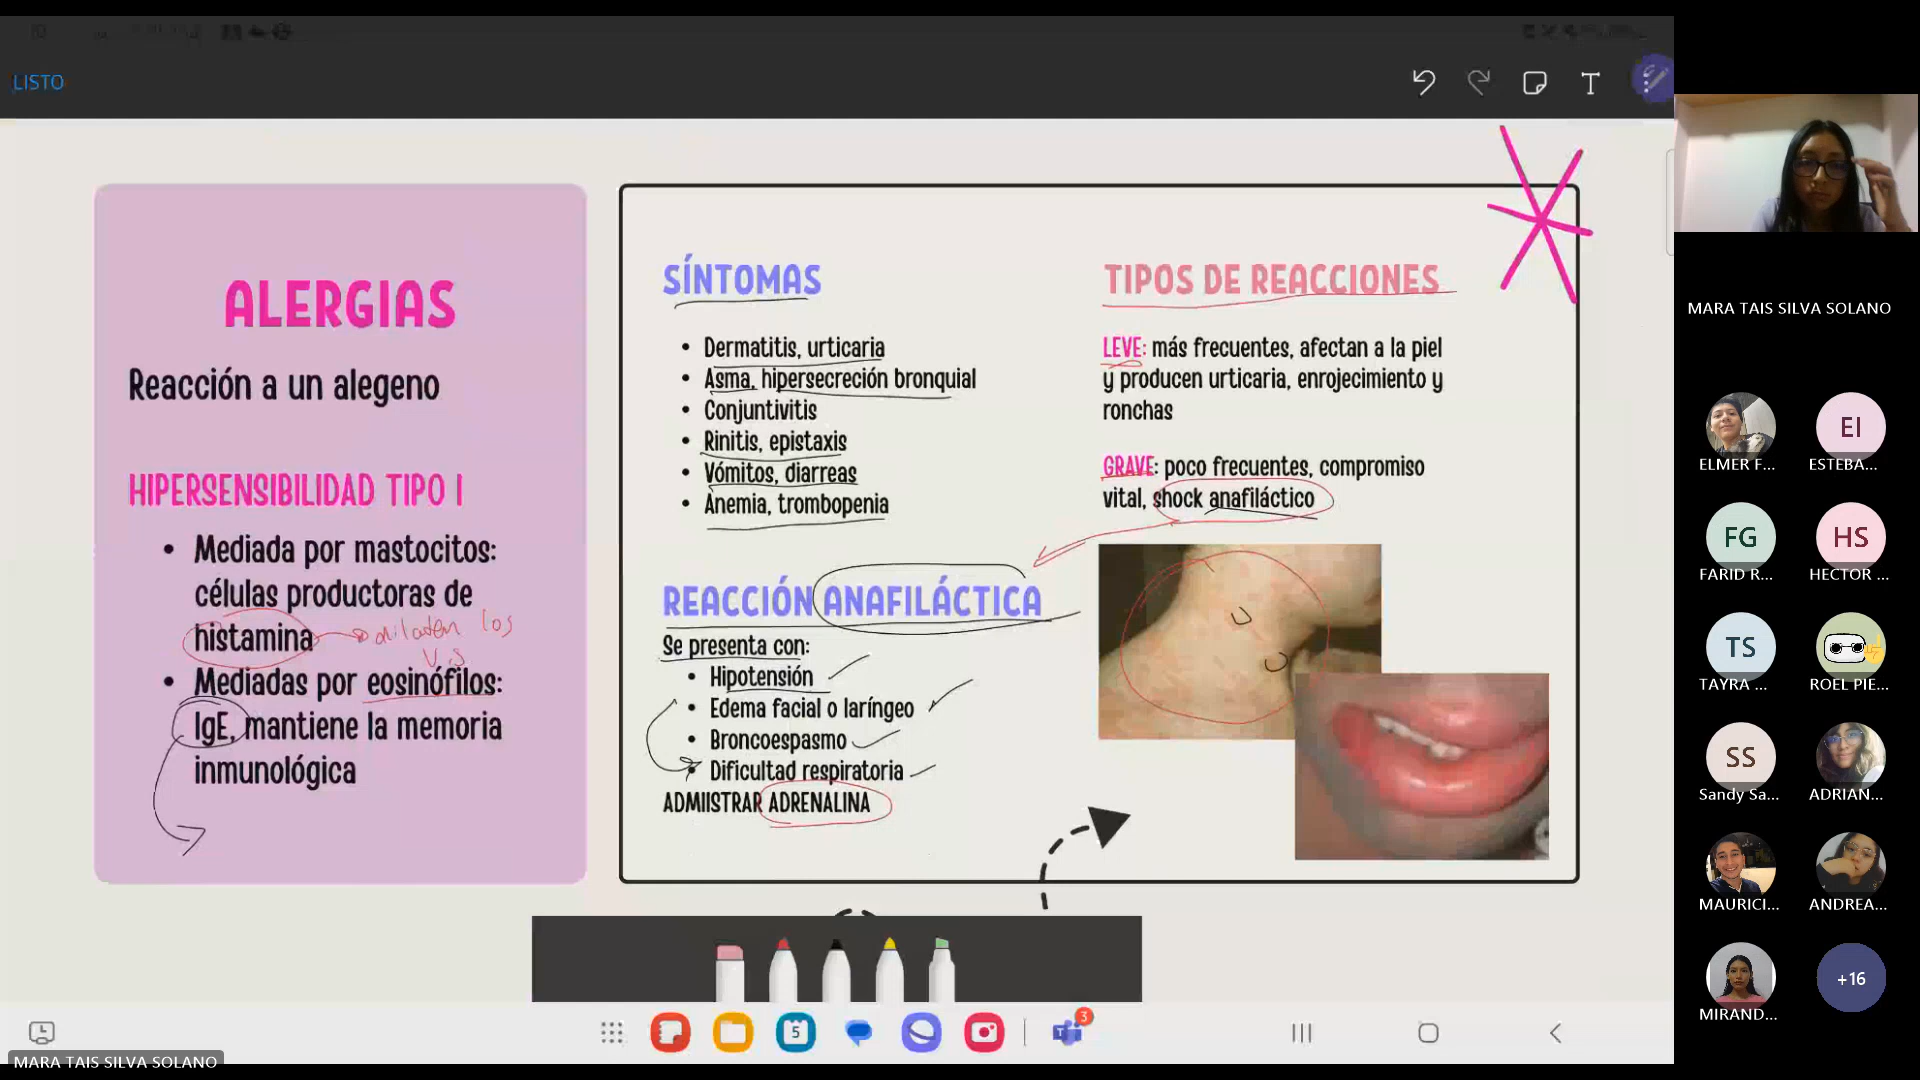 LISTO
ALERGIAS
Reacción a un alegeno
HIPERSENSIBILIDAD TIPO I
• Mediada por mastocitos:
células productoras de
histamina
dilaten los
V.S
• Mediadas por eosinófilos:
IgE, mantiene la memoria
inmunológica
SÍNTOMAS
• Dermatitis, urticaria
• Asma, hipersecreción bronquial
• Conjuntivitis
• Rinitis, epistaxis
• Vómitos, diarreas
• Anemia, trombopenia
REACCIÓN ANAFILÁCTICA
Se presenta con:
• Hipotensión
• Edema facial o laríngeo
• Broncoespasmo
• Dificultad respiratoria
ADMIISTRAR ADRENALINA
TIPOS DE REACCIONES
LEVE: más frecuentes, afectan a la piel
y producen urticaria, enrojecimiento y
ronchas
GRAVE: poco frecuentes, compromiso
vital, shock anafiláctico
5
3
MARA TAIS SILVA SOLANO
MARA TAIS SILVA SOLANO
EI
ELMER F...
ESTEBA...
FG
HS
FARID R...
HECTOR ...
TS
TAYRA ...
ROEL PIE...
SS
Sandy Sa...
ADRIAN...
MAURICI...
ANDREA...
+16
MIRAND...